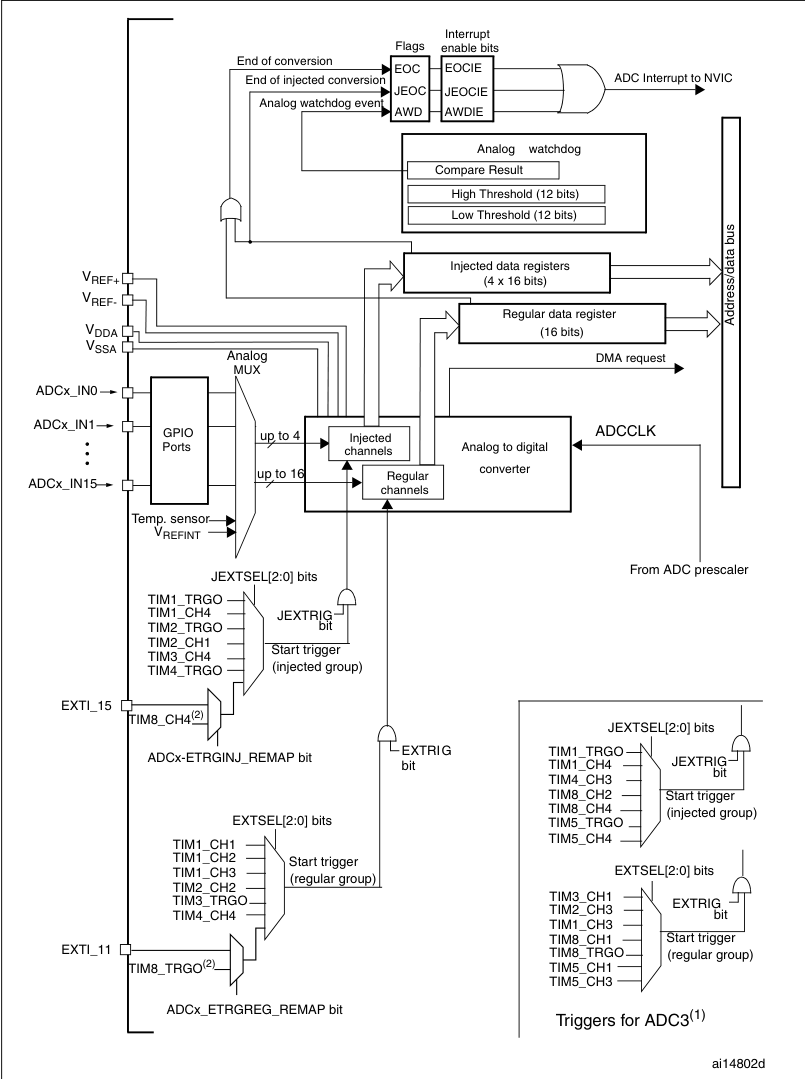 Flags
Interrupt
enable bits
End of conversion
EOC
EOCIE
End of injected conversion
JEOC
JEOCIE
ADC Interrupt to NVIC
Analog watchdog event
AWD
AWDIE
Analog watchdog
Compare Result
High Threshold (12 bits)
Low Threshold (12 bits)
Address/data bus
Injected data registers
(4 x 16 bits)
Regular data register
(16 bits)
DMA request
VREF+
VREF-
VDDA
VSSA
Analog
MUX
ADCx_IN0
ADCx_IN1
ADCx_IN15
GPIO
Ports
up to 4
up to 16
Injected
channels
Regular
channels
Analog to digital
converter
ADCCLK
From ADC prescaler
Temp. sensor
VREFINT
JEXTSEL[2:0] bits
TIM1_TRGO
TIM1_CH4
TIM2_TRGO
TIM2_CH1
TIM3_CH4
TIM4_TRGO
JEXTRIG
bit
Start trigger
(injected group)
EXTI_15
TIM8_CH4(2)
ADCx-ETRGINJ_REMAP bit
EXTRIG
bit
EXTSEL[2:0] bits
TIM1_CH1
TIM1_CH2
TIM1_CH3
TIM2_CH2
TIM3_TRGO
TIM4_CH4
Start trigger
(regular group)
EXTI_11
TIM8_TRGO(2)
ADCx_ETRGREG_REMAP bit
JEXTSEL[2:0] bits
TIM1_TRGO
TIM1_CH4
TIM4_CH3
TIM8_CH2
TIM8_CH4
TIM5_TRGO
TIM5_CH4
JEXTRIG
bit
Start trigger
(injected group)
EXTSEL[2:0] bits
TIM3_CH1
TIM2_CH3
TIM1_CH3
TIM8_CH1
TIM8_TRGO
TIM5_CH1
TIM5_CH3
EXTRIG
bit
Start trigger
(regular group)
Triggers for ADC3(1)
ai14802d